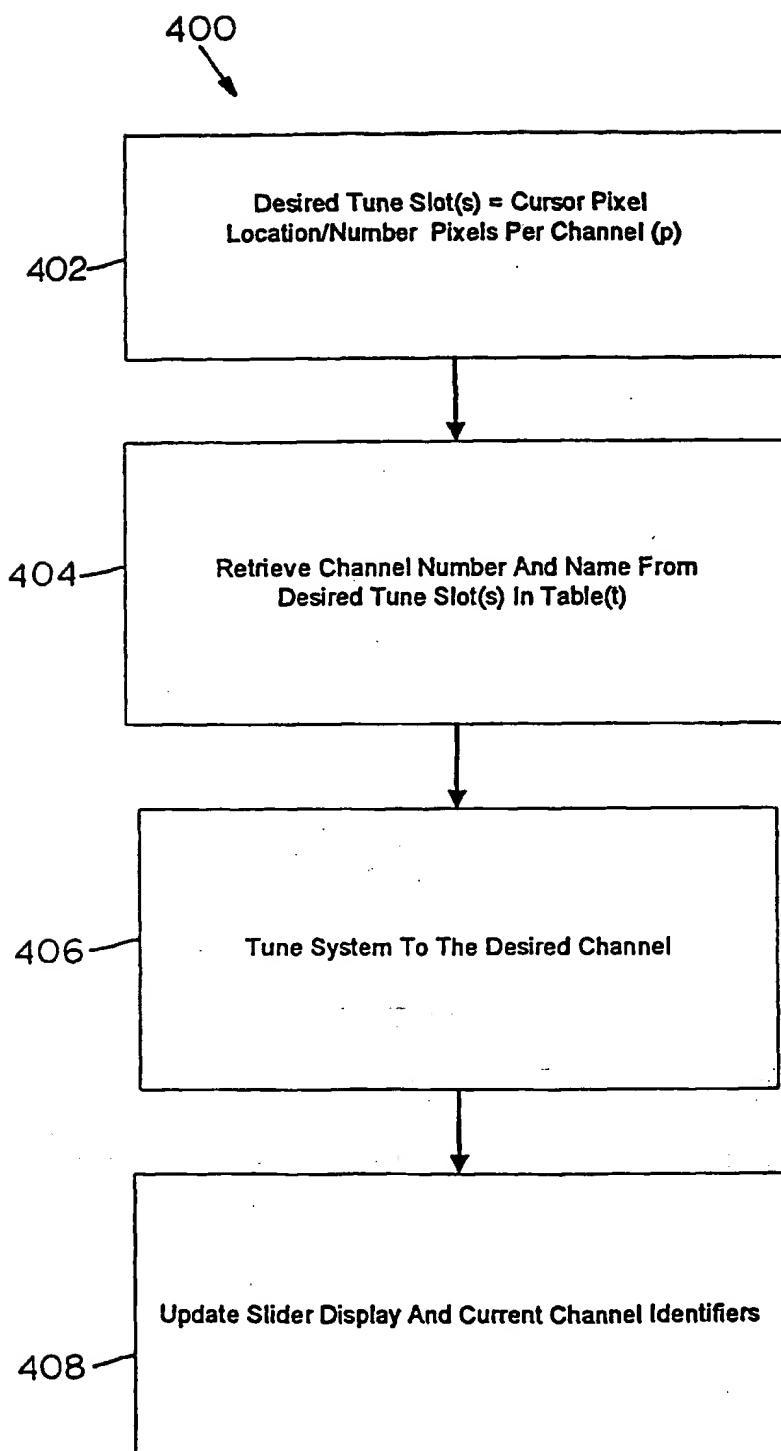 400
Desired Tune Slot(s) = Cursor Pixel
Location/Number Pixels Per Channel (p)
402
Retrieve Channel Number And Name From
Desired Tune Slot(s) In Table(t)
404
Tune System To The Desired Channel
406
Update Slider Display And Current Channel Identifiers
408